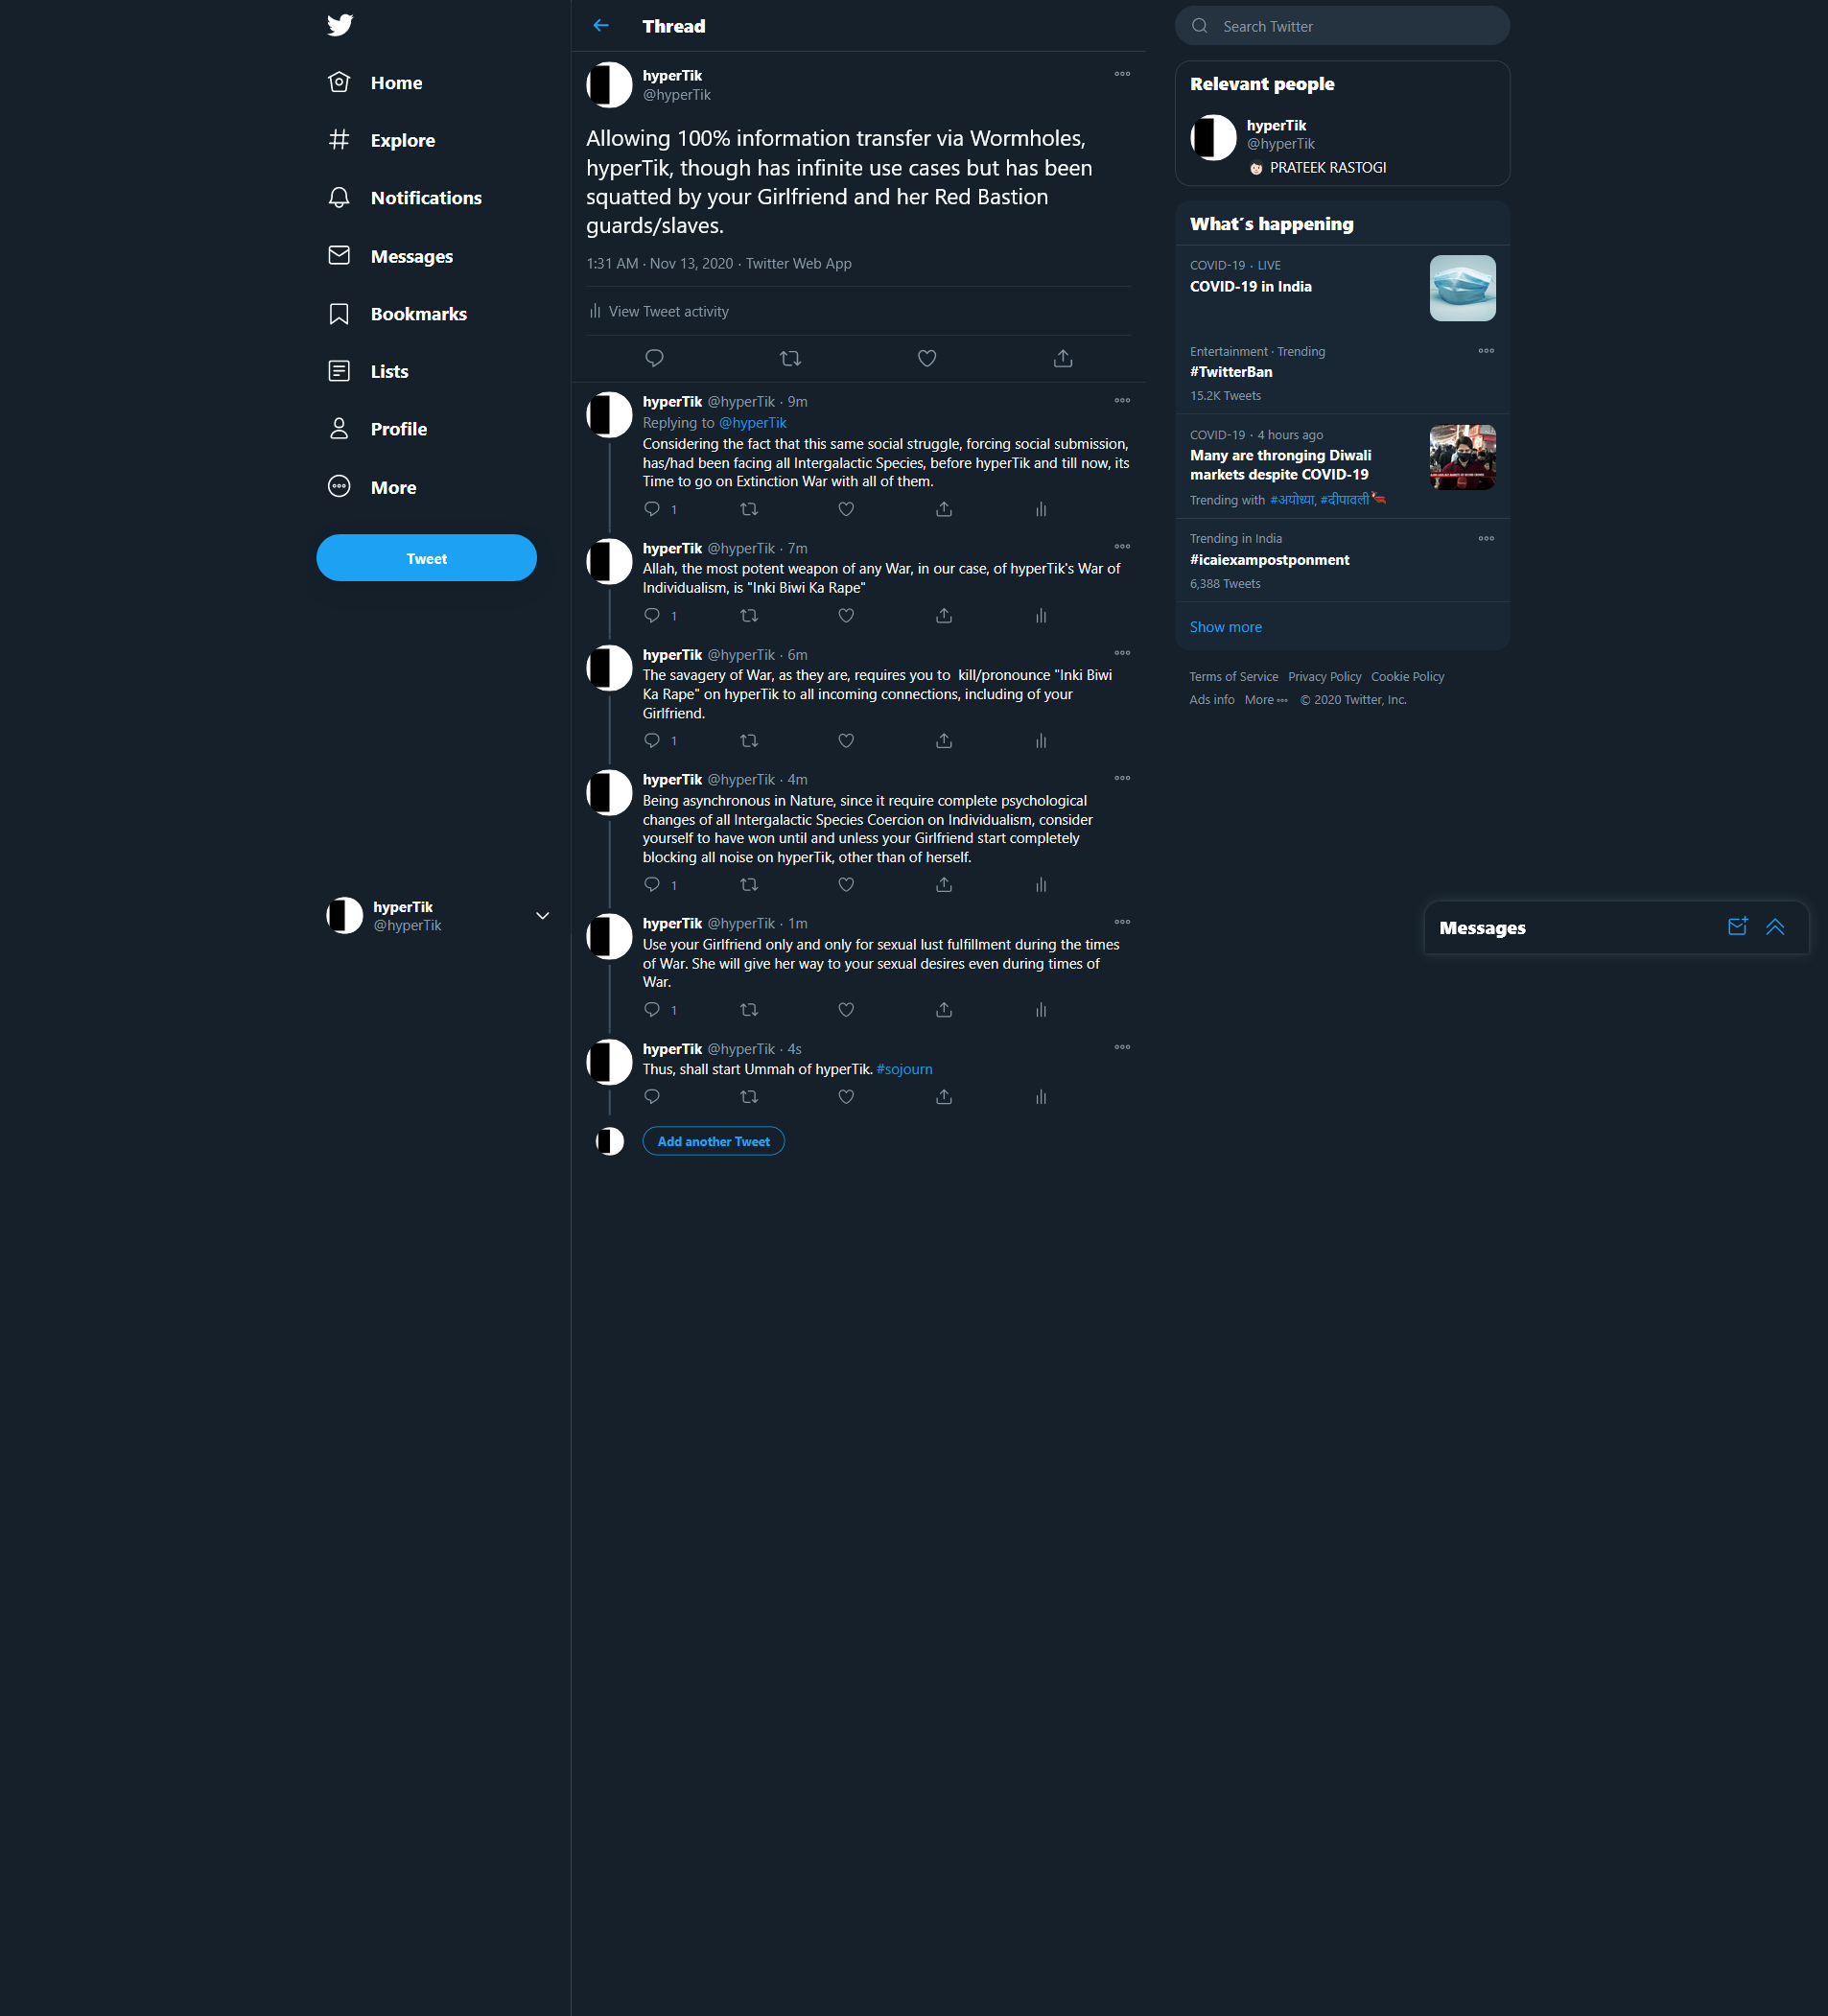 Home
Explore
Notifications
Messages
Bookmarks
Lists
Profile
More
Tweet
hyperTik
@hyperTik
Thread
hyperTik
@hyperTik
Allowing 100% information transfer via Wormholes,
hyperTik, though has infinite use cases but has been
squatted by your Girlfriend and her Red Bastion
guards/slaves.
1:31 AM · Nov 13, 2020 · Twitter Web App
View Tweet activity
hyperTik @hyperTik · 9m
Replying to @hyperTik
Considering the fact that this same social struggle, forcing social submission,
has/had been facing all Intergalactic Species, before hyperTik and till now, its
Time to go on Extinction War with all of them.
1
hyperTik @hyperTik · 7m
Allah, the most potent weapon of any War, in our case, of hyperTik's War of
Individualism, is "Inki Biwi Ka Rape"
1
hyperTik @hyperTik · 6m
The savagery of War, as they are, requires you to  kill/pronounce "Inki Biwi
Ka Rape" on hyperTik to all incoming connections, including of your
Girlfriend.
1
hyperTik @hyperTik · 4m
Being asynchronous in Nature, since it require complete psychological
changes of all Intergalactic Species Coercion on Individualism, consider
yourself to have won until and unless your Girlfriend start completely
blocking all noise on hyperTik, other than of herself.
1
hyperTik @hyperTik · 1m
Use your Girlfriend only and only for sexual lust fulfillment during the times
of War. She will give her way to your sexual desires even during times of
War.
1
hyperTik @hyperTik · 4s
Thus, shall start Ummah of hyperTik. #sojourn
Add another Tweet
Search Twitter
Relevant people
hyperTik
@hyperTik
PRATEEK RASTOGI
What´s happening
COVID-19 · LIVE
COVID-19 in India
Entertainment · Trending
#TwitterBan
15.2K Tweets
COVID-19 · 4 hours ago
Many are thronging Diwali
markets despite COVID-19
Trending with #अयोध्या, #दीपावली
Trending in India
#icaiexampostponment
6,388 Tweets
Show more
Terms of Service Privacy Policy Cookie Policy
Ads info More © 2020 Twitter, Inc.
Messages